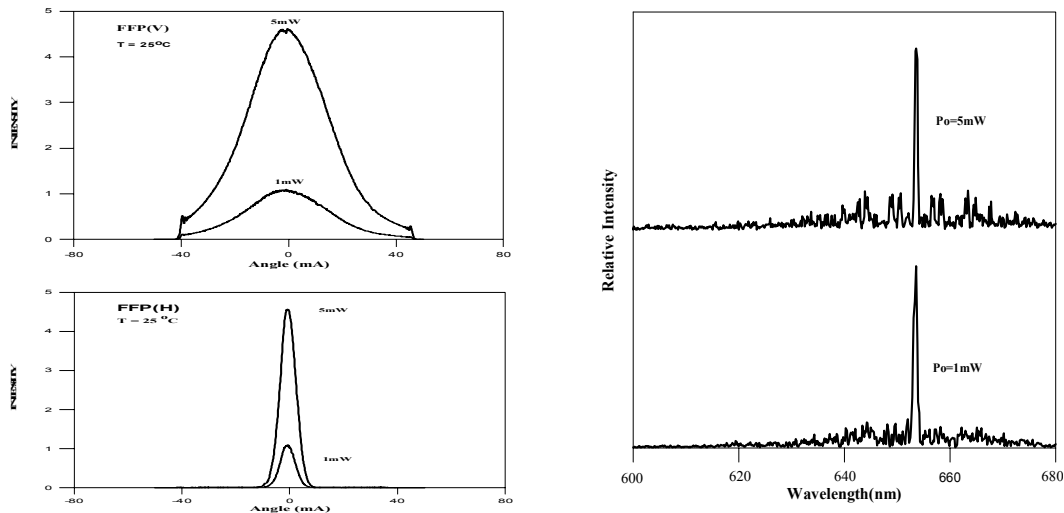 5
5mW
FFP(V)
T = 25°C
4
3
2
1mW
1
0
-80
-40
0
40
80
Angle (mA)
5
FFP(H)
5mW
T = 25 °C
4
3
2
1mW
1
0
-80
-40
0
40
80
Angle (mA)
Relative Intensity
Po=5mW
Po=1mW
600
620
640
660
680
Wavelength(nm)